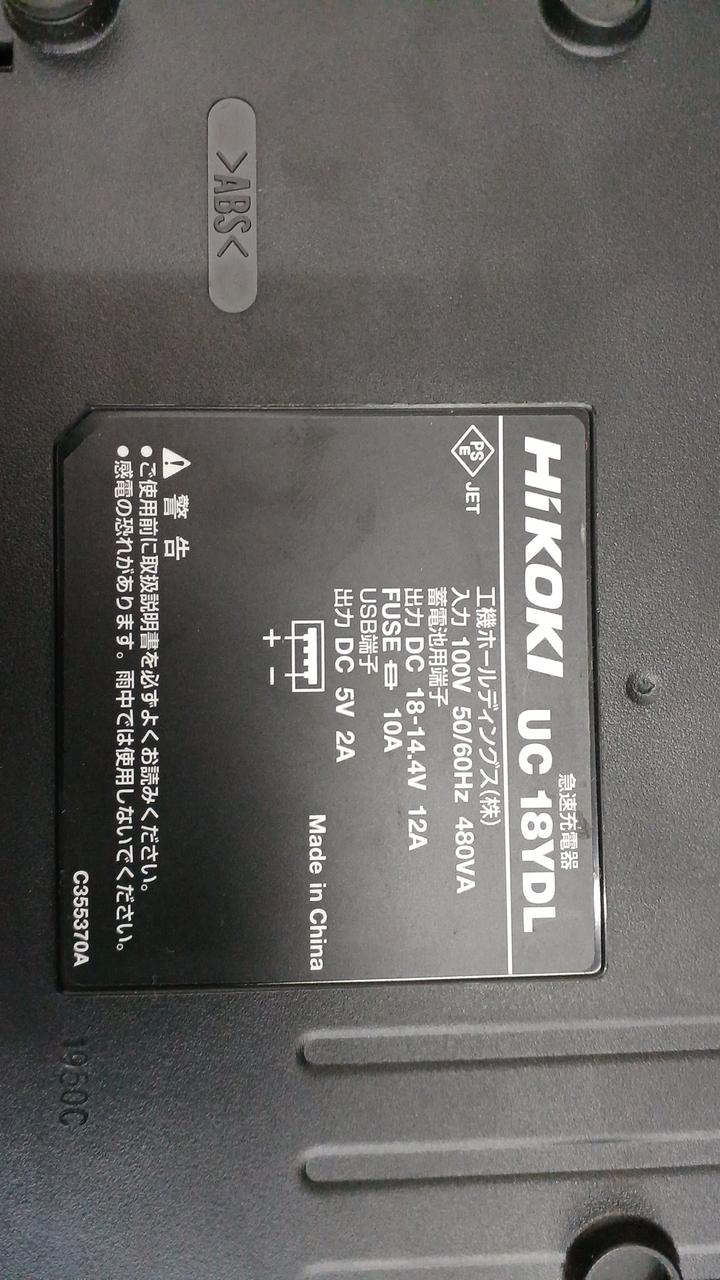 >ABS<
急速充電器
HiKOKI UC 18YDL
PS
E
JET
工機ホールディングス(株)
入力 100V 50/60Hz 480VA
蓄電池用端子
出力 DC 18-14.4V 12A
FUSE 10A
USB端子
出力 DC 5V 2A
+ −
Made in China
警告
●ご使用前に取扱説明書を必ずよくお読みください。
●感電の恐れがあります。雨中では使用しないでください。
C355370A